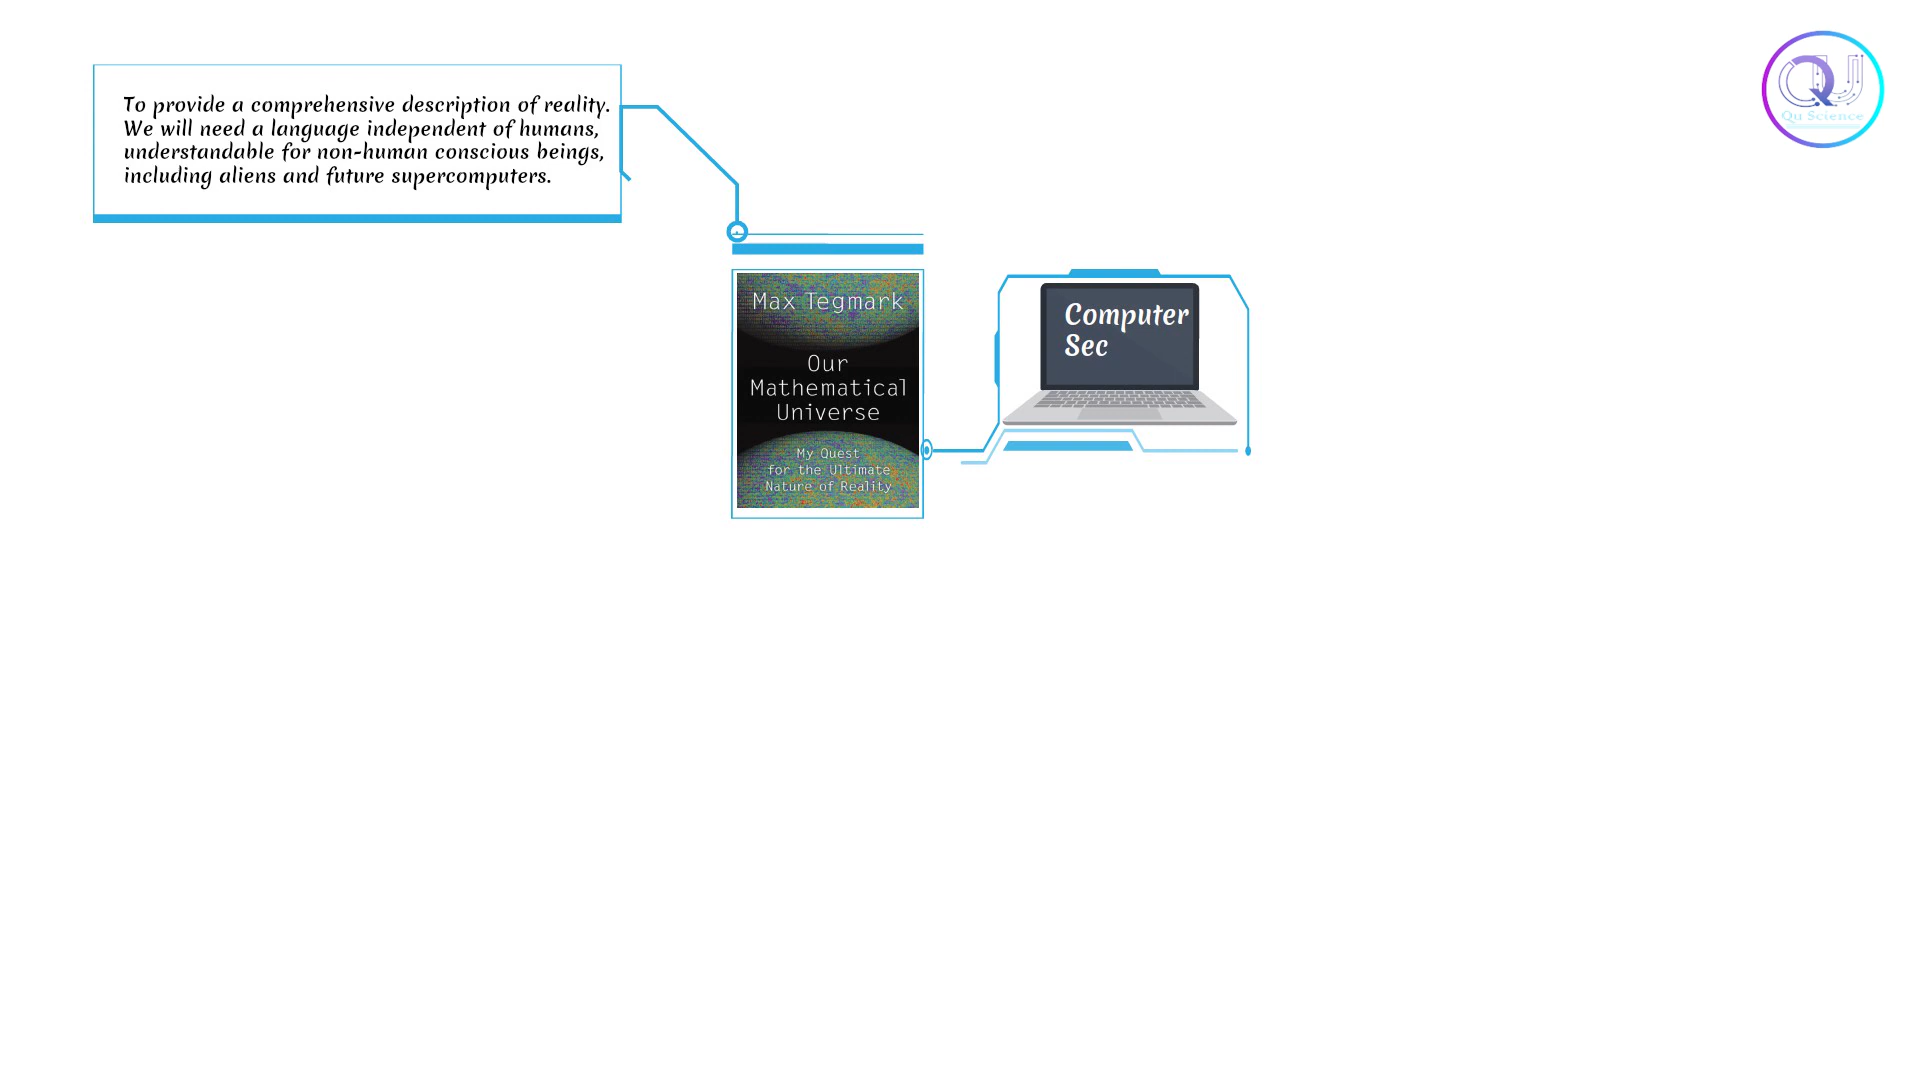 To provide a comprehensive description of reality.
We will need a language independent of humans,
understandable for non-human conscious beings,
including aliens and future supercomputers.
Max Tegmark
Our
Mathematical
Universe
My Quest
for the Ultimate
Nature of Reality
Computer
Sec
QU
Qu Science